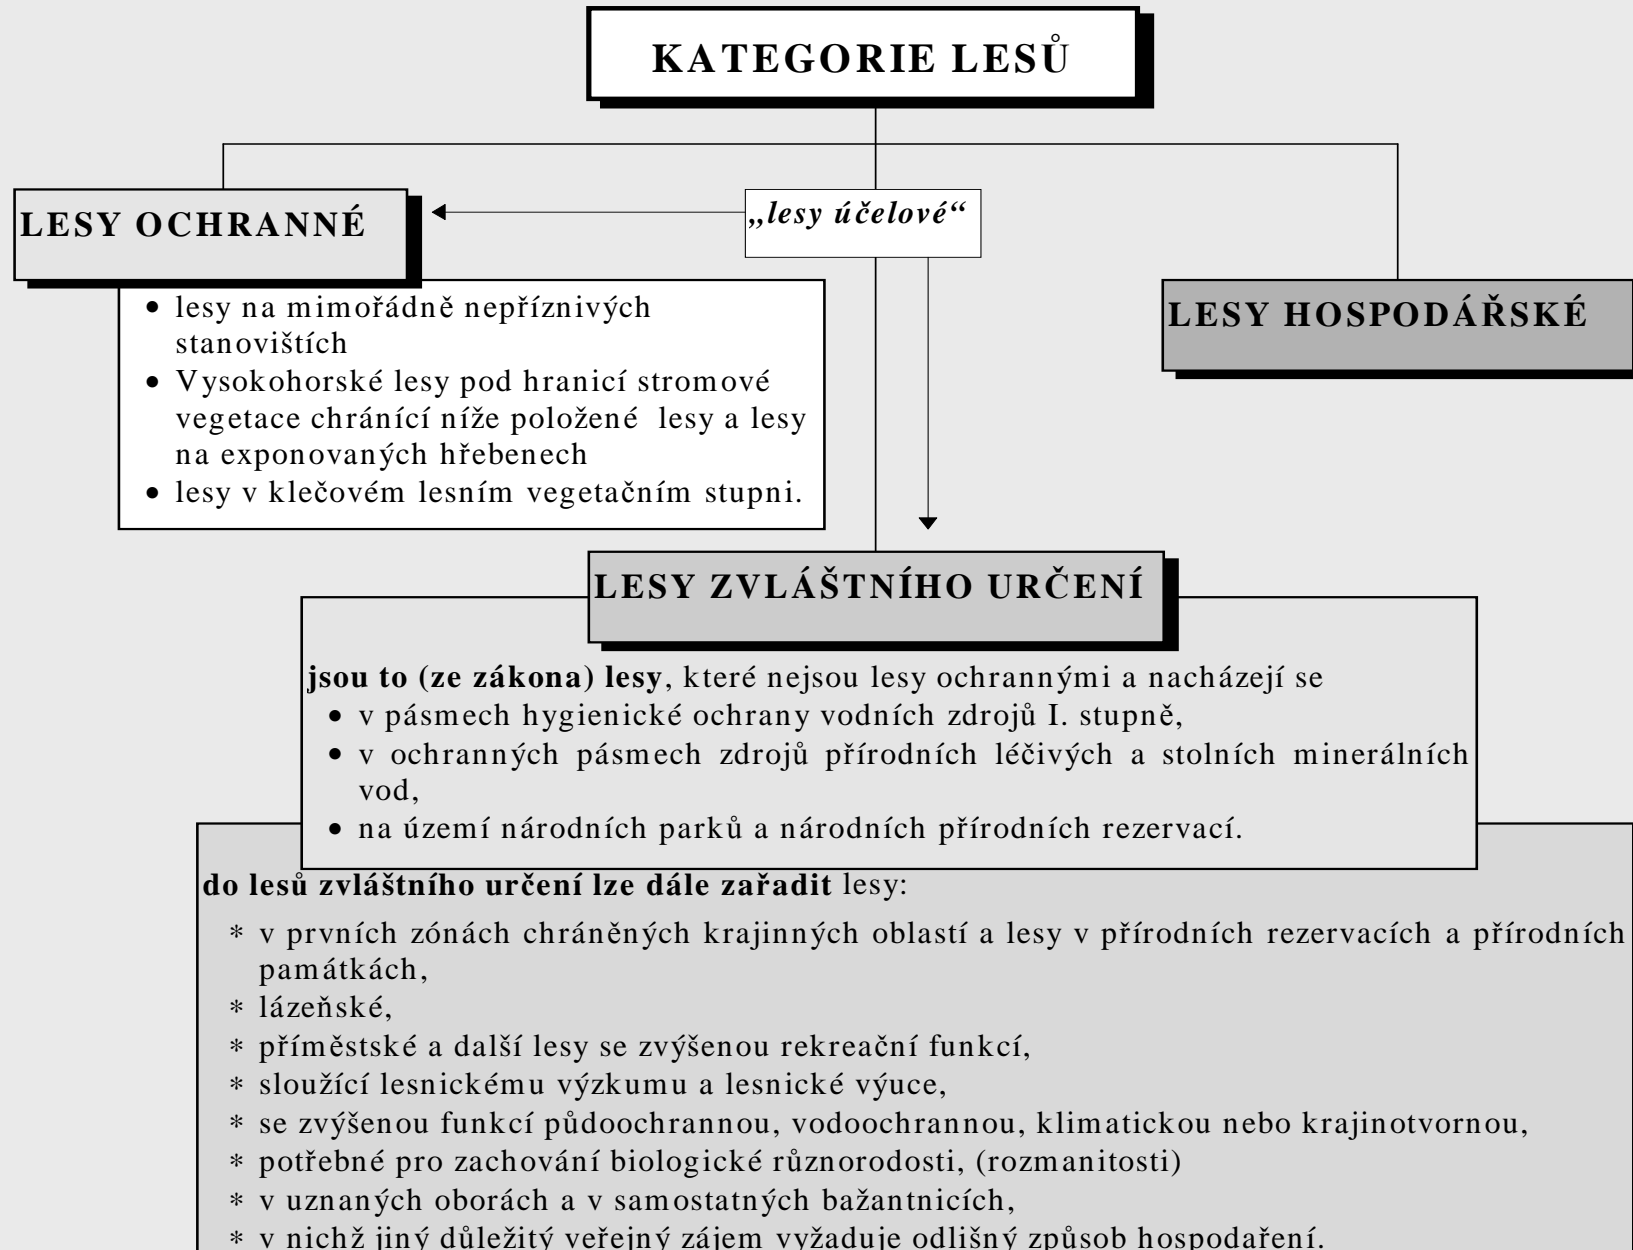 KATEGORIE LESŮ
LESY OCHRANNÉ
„lesy účelové“
LESY HOSPODÁŘSKÉ
• lesy na mimořádně nepříznivých
stanovištích
• Vysokohorské lesy pod hranicí stromové
vegetace chránící níže položené lesy a lesy
na exponovaných hřebenech
• lesy v klečovém lesním vegetačním stupni.
LESY ZVLÁŠTNÍHO URČENÍ
jsou to (ze zákona) lesy, které nejsou lesy ochrannými a nacházejí se
• v pásmech hygienické ochrany vodních zdrojů I. stupně,
• v ochranných pásmech zdrojů přírodních léčivých a stolních minerálních
vod,
• na území národních parků a národních přírodních rezervací.
do lesů zvláštního určení lze dále zařadit lesy:
* v prvních zónách chráněných krajinných oblastí a lesy v přírodních rezervacích a přírodních
památkách,
* lázeňské,
* příměstské a další lesy se zvýšenou rekreační funkcí,
* sloužící lesnickému výzkumu a lesnické výuce,
* se zvýšenou funkcí půdoochrannou, vodoochrannou, klimatickou nebo krajinotvornou,
* potřebné pro zachování biologické různorodosti, (rozmanitosti)
* v uznaných oborách a v samostatných bažantnicích,
* v nichž jiný důležitý veřejný zájem vyžaduje odlišný způsob hospodaření.